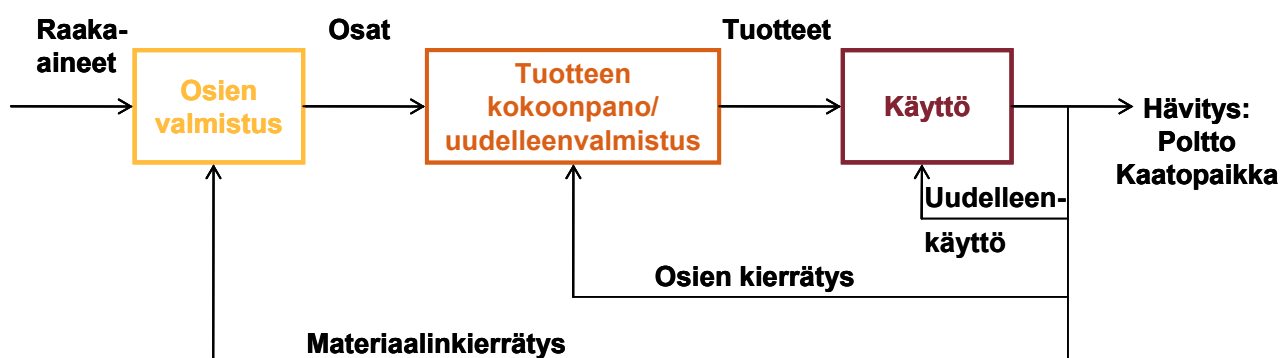 Raaka-
aineet
Osat
Tuotteet
Osien
valmistus
Tuotteen
kokoonpano/
uudelleenvalmistus
Käyttö
Hävitys:
Poltto
Kaatopaikka
Uudelleen-
käyttö
Osien kierrätys
Materiaalinkierrätys